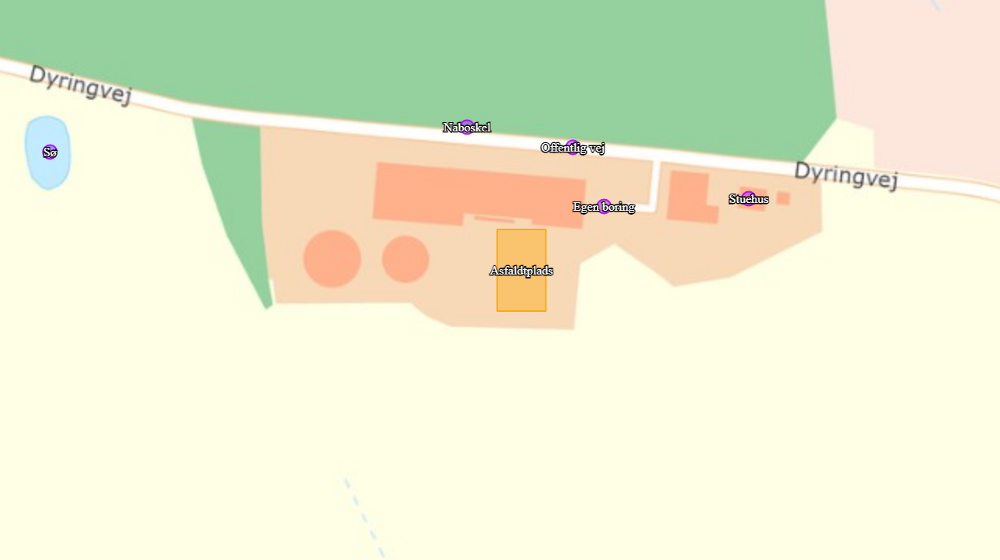 Dyringvej
Naboskel
Sø
Offentlig vej
Dyringvej
Egen boring
Stuehus
Asfaldtplads